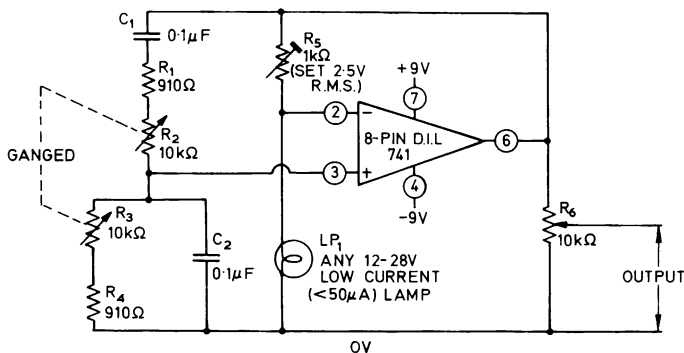 C1
0·1µF
R1
910Ω
R2
10kΩ
GANGED
R3
10kΩ
R4
910Ω
C2
0·1µF
R5
1kΩ
(SET 2·5V
R.M.S.)
+9V
7
2
−
8-PIN D.I.L
741
6
3
+
4
−9V
LP1
ANY 12-28V
LOW CURRENT
(<50µA) LAMP
R6
10kΩ
OUTPUT
0V